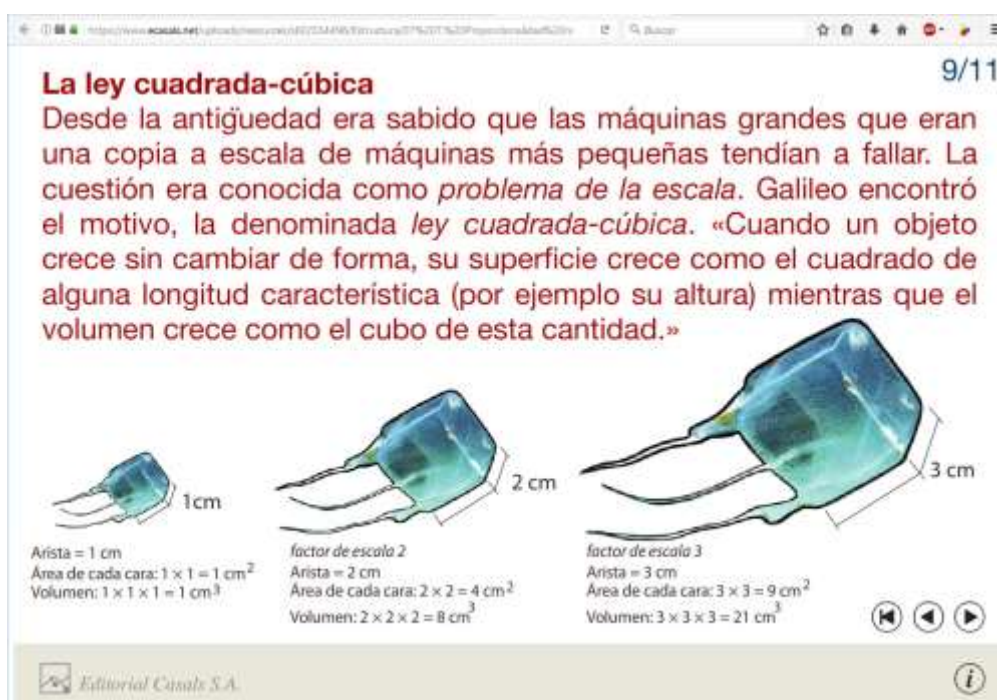 Buscar
9/11
La ley cuadrada-cúbica
Desde la antigüedad era sabido que las máquinas grandes que eran
una copia a escala de máquinas más pequeñas tendían a fallar. La
cuestión era conocida como problema de la escala. Galileo encontró
el motivo, la denominada ley cuadrada-cúbica. «Cuando un objeto
crece sin cambiar de forma, su superficie crece como el cuadrado de
alguna longitud característica (por ejemplo su altura) mientras que el
volumen crece como el cubo de esta cantidad.»
1cm
2 cm
3 cm
Arista = 1 cm
Área de cada cara: 1 × 1 = 1 cm²
Volumen: 1 × 1 × 1 = 1 cm³
factor de escala 2
Arista = 2 cm
Área de cada cara: 2 × 2 = 4 cm²
Volumen: 2 × 2 × 2 = 8 cm³
factor de escala 3
Arista = 3 cm
Área de cada cara: 3 × 3 = 9 cm²
Volumen: 3 × 3 × 3 = 21 cm³
Editorial Casals S.A.
i